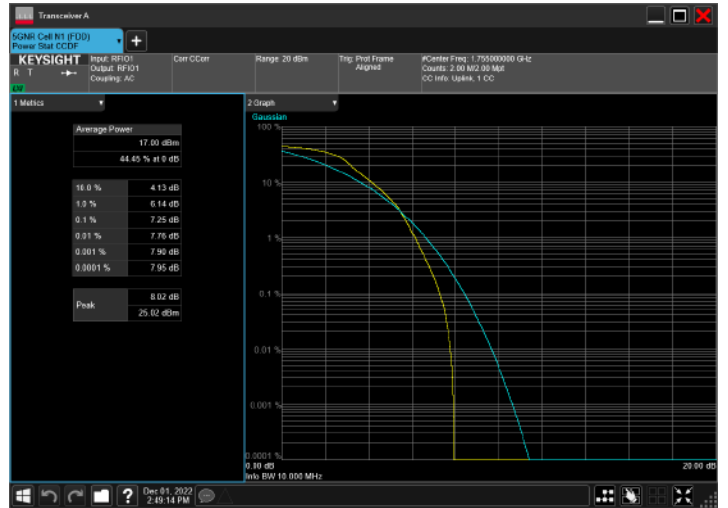 Transceiver A
5GNR Cell N1 (FDD)
Power Stat CCDF
KEYSIGHT
R T
Input: RFIO1
Output: RFIO1
Coupling: AC
Corr CCorr
Range 20 dBm
Trig: Prot Frame
Aligned
#Center Freq: 1.755000000 GHz
Counts: 2.00 M/2.00 Mpt
CC Info: Uplink, 1 CC
1 Metrics
Average Power
17.00 dBm
44.45 % at 0 dB
10.0 % 4.13 dB
1.0 % 6.14 dB
0.1 % 7.25 dB
0.01 % 7.76 dB
0.001 % 7.90 dB
0.0001 % 7.95 dB
Peak
8.02 dB
25.02 dBm
2 Graph
Gaussian
100 %
10 %
1 %
0.1 %
0.01 %
0.001 %
0.0001 %
0.00 dB
20.00 dB
Info BW 10.000 MHz
Dec 01, 2022
2:49:14 PM